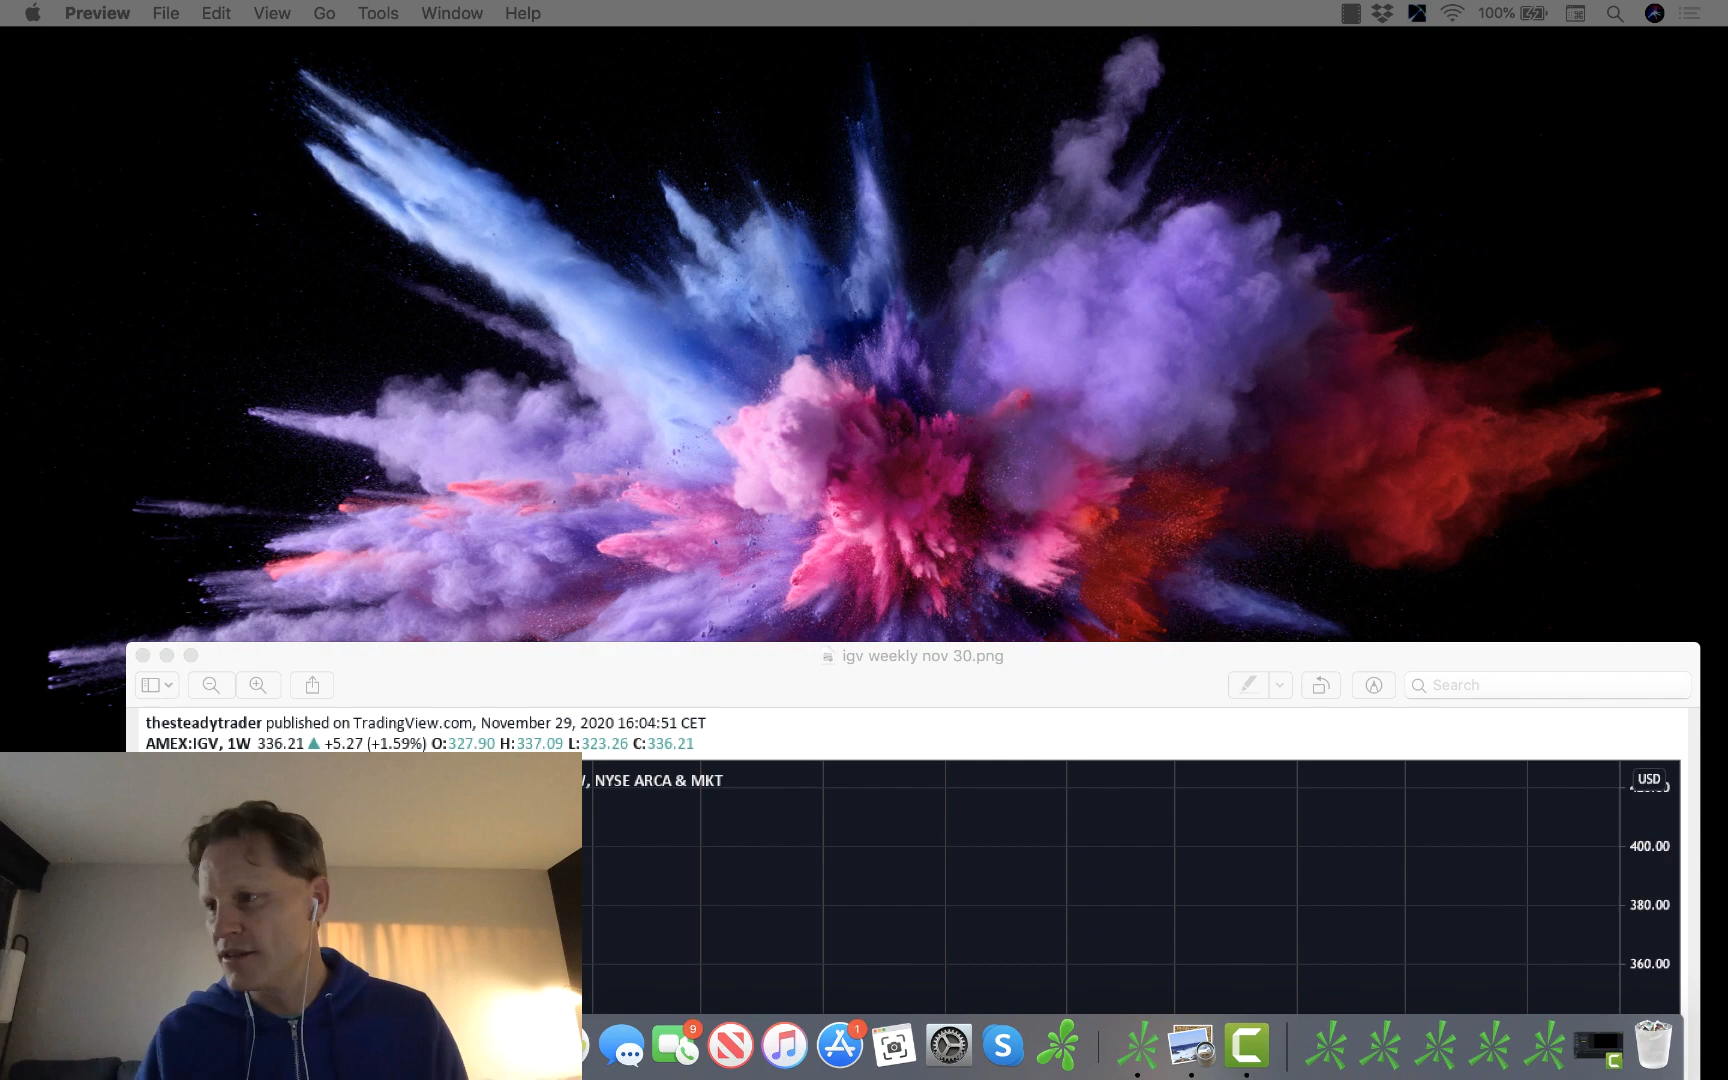 Preview File Edit View Go Tools Window Help 100%
igv weekly nov 30.png
Search
thesteadytrader published on TradingView.com, November 29, 2020 16:04:51 CET
AMEX:IGV, 1W 336.21 ▲ +5.27 (+1.59%) O:327.90 H:337.09 L:323.26 C:336.21
, NYSE ARCA & MKT
USD
400.00
380.00
360.00
9
1
S
C